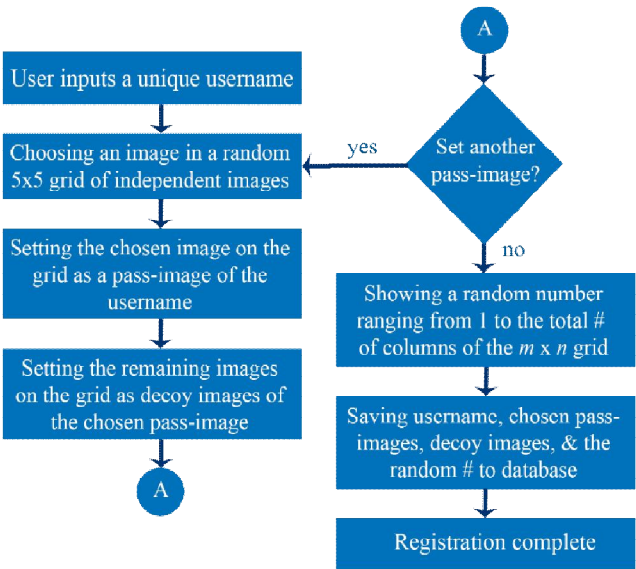 User inputs a unique username
Choosing an image in a random
5x5 grid of independent images
Setting the chosen image on the
grid as a pass-image of the
username
Setting the remaining images
on the grid as decoy images of
the chosen pass-image
A
A
Set another
pass-image?
yes
no
Showing a random number
ranging from 1 to the total #
of columns of the m x n grid
Saving username, chosen pass-
images, decoy images, & the
random # to database
Registration complete